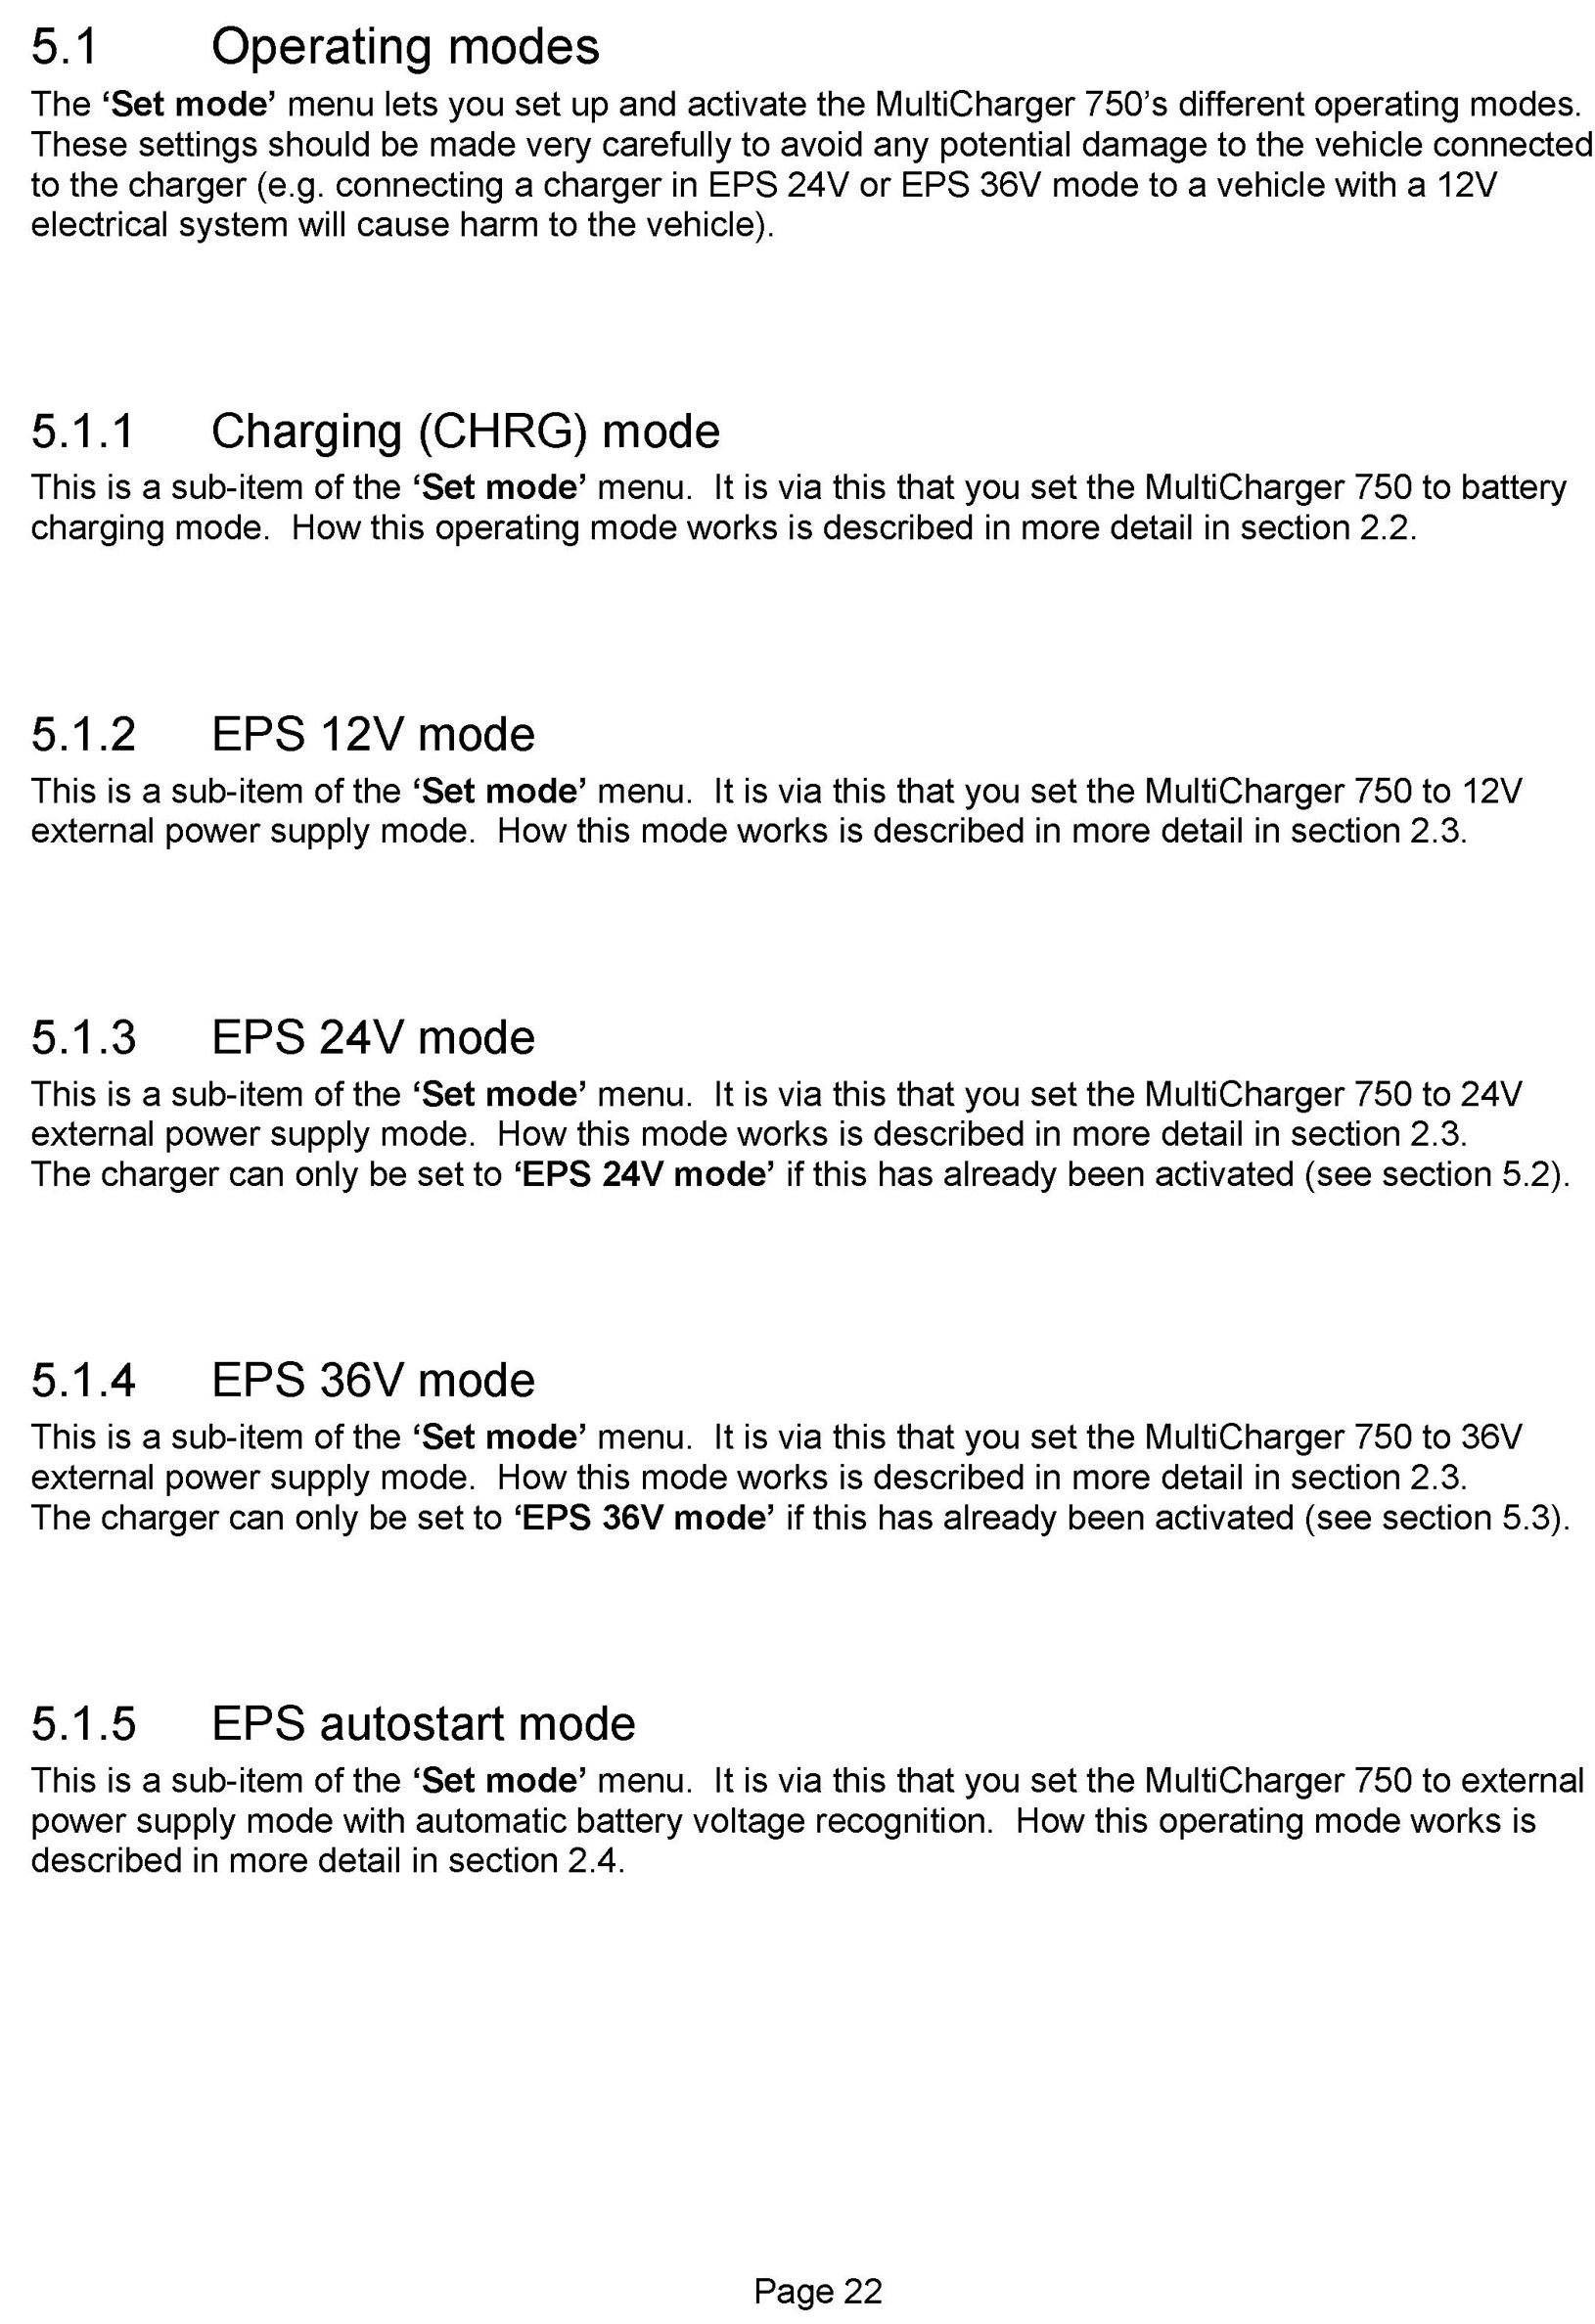 5.1 Operating modes
The ‘Set mode’ menu lets you set up and activate the MultiCharger 750’s different operating modes.
These settings should be made very carefully to avoid any potential damage to the vehicle connected
to the charger (e.g. connecting a charger in EPS 24V or EPS 36V mode to a vehicle with a 12V
electrical system will cause harm to the vehicle).
5.1.1 Charging (CHRG) mode
This is a sub-item of the ‘Set mode’ menu.  It is via this that you set the MultiCharger 750 to battery
charging mode.  How this operating mode works is described in more detail in section 2.2.
5.1.2 EPS 12V mode
This is a sub-item of the ‘Set mode’ menu.  It is via this that you set the MultiCharger 750 to 12V
external power supply mode.  How this mode works is described in more detail in section 2.3.
5.1.3 EPS 24V mode
This is a sub-item of the ‘Set mode’ menu.  It is via this that you set the MultiCharger 750 to 24V
external power supply mode.  How this mode works is described in more detail in section 2.3.
The charger can only be set to ‘EPS 24V mode’ if this has already been activated (see section 5.2).
5.1.4 EPS 36V mode
This is a sub-item of the ‘Set mode’ menu.  It is via this that you set the MultiCharger 750 to 36V
external power supply mode.  How this mode works is described in more detail in section 2.3.
The charger can only be set to ‘EPS 36V mode’ if this has already been activated (see section 5.3).
5.1.5 EPS autostart mode
This is a sub-item of the ‘Set mode’ menu.  It is via this that you set the MultiCharger 750 to external
power supply mode with automatic battery voltage recognition.  How this operating mode works is
described in more detail in section 2.4.
Page 22